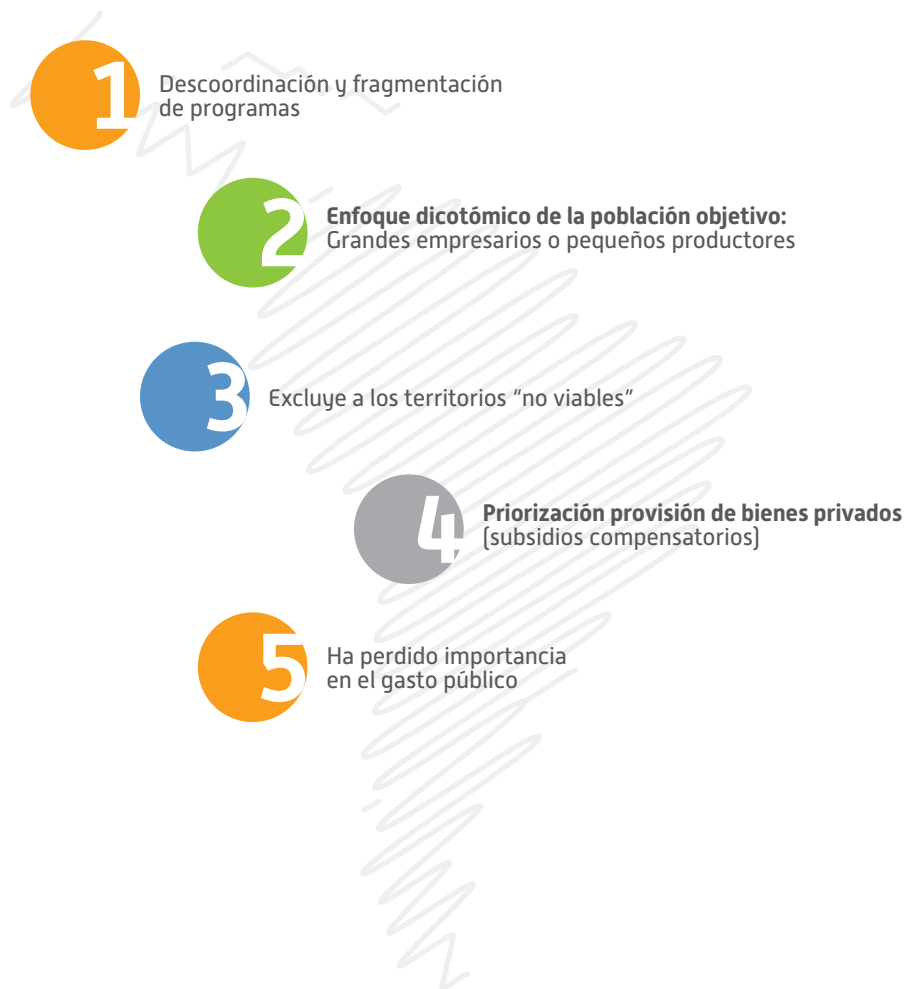 1
Descoordinación y fragmentación
de programas
2
Enfoque dicotómico de la población objetivo:
Grandes empresarios o pequeños productores
3
Excluye a los territorios “no viables”
4
Priorización provisión de bienes privados
(subsidios compensatorios)
5
Ha perdido importancia
en el gasto público